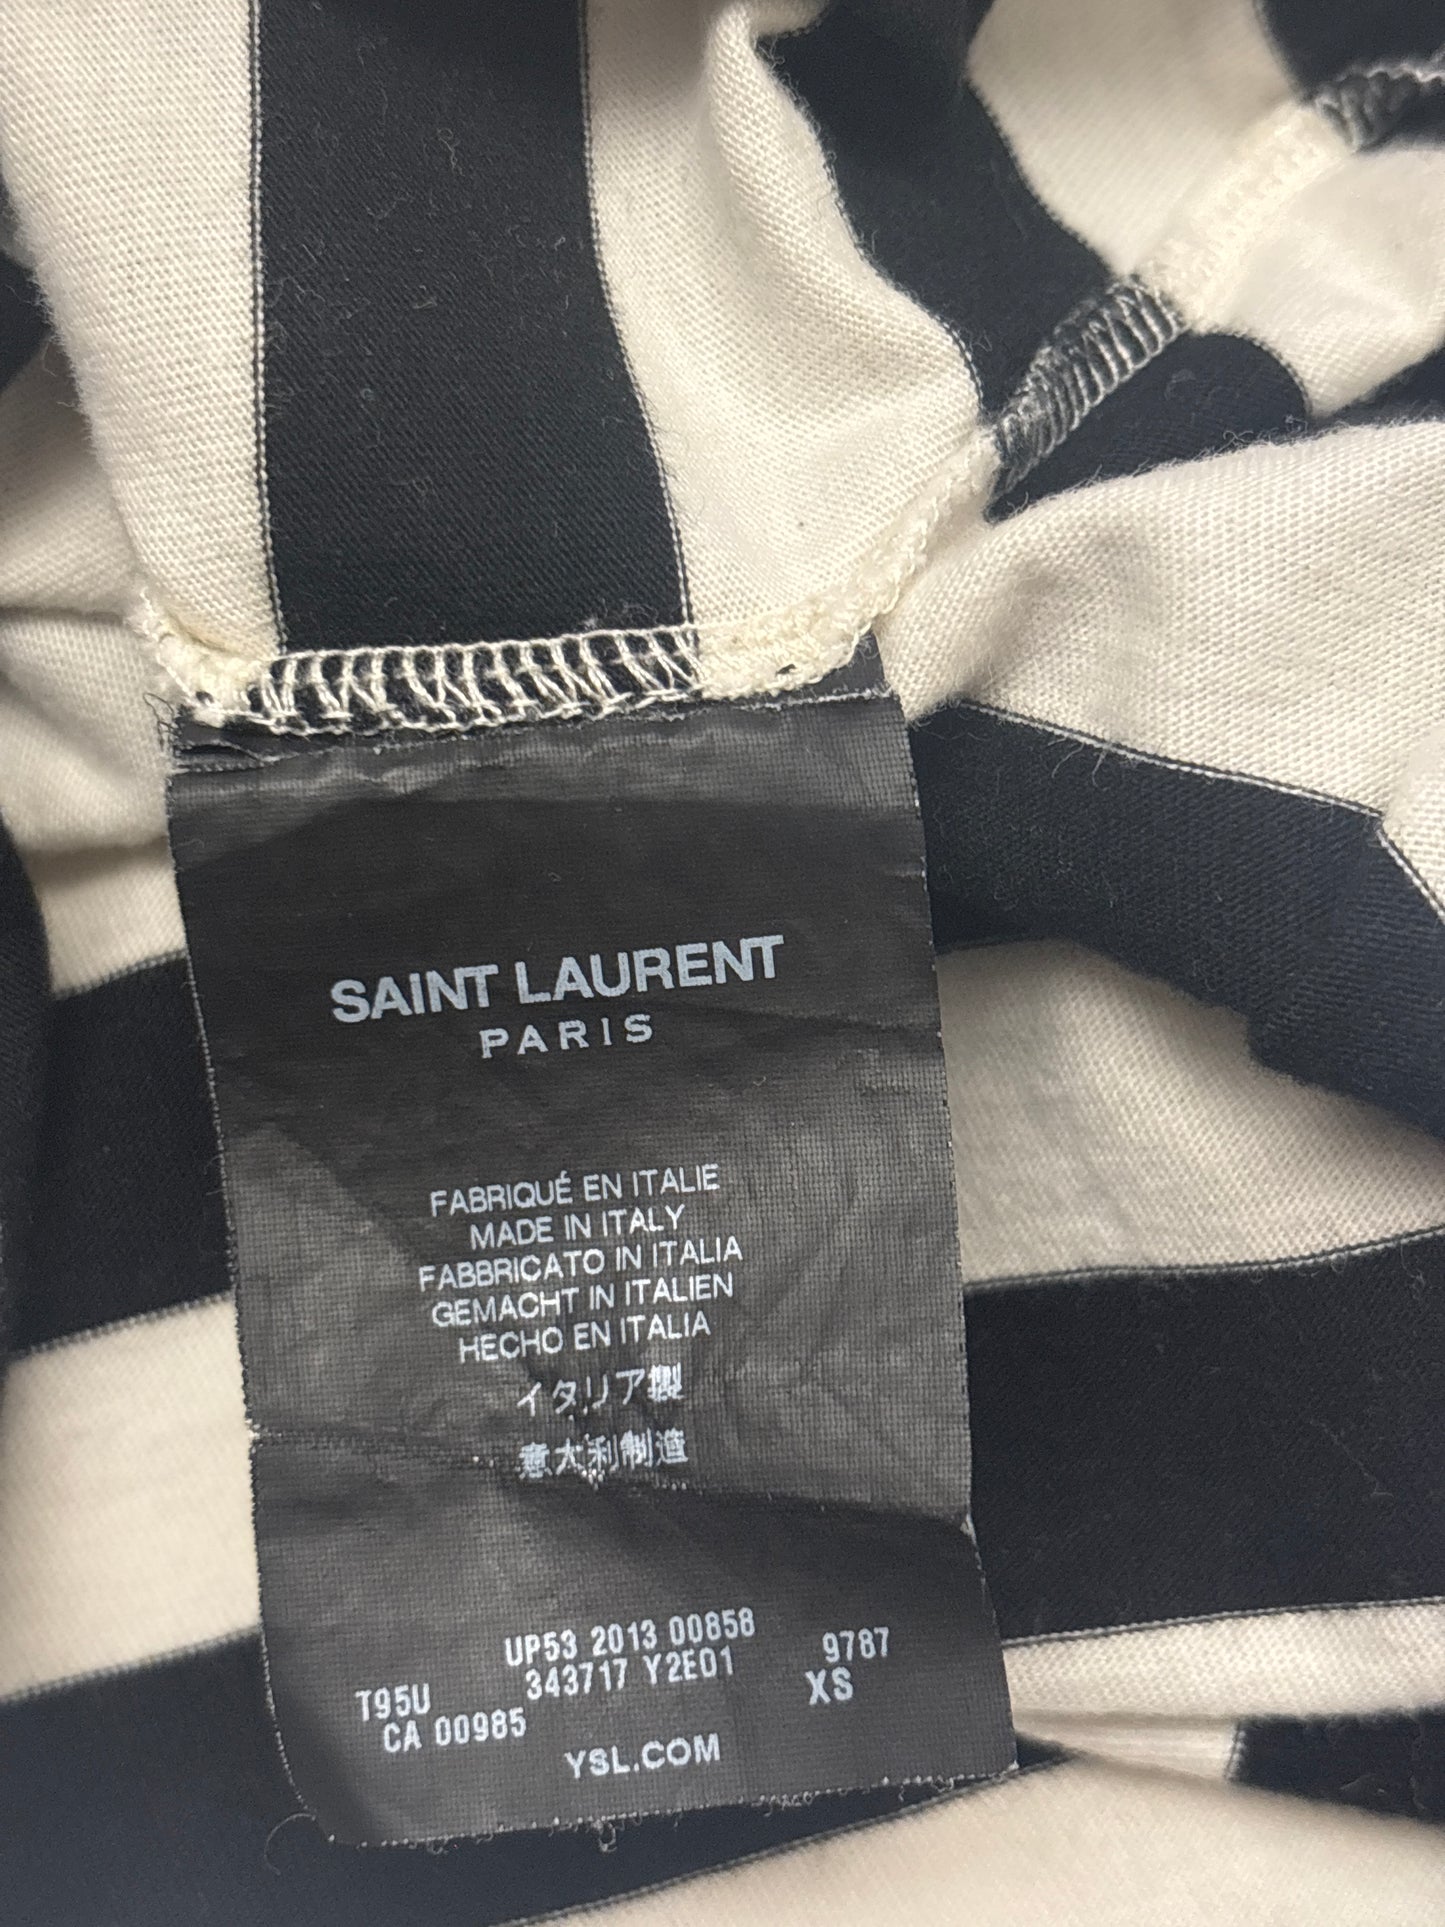 SAINT LAURENT
PARIS
FABRIQUÉ EN ITALIE
MADE IN ITALY
FABBRICATO IN ITALIA
GEMACHT IN ITALIEN
HECHO EN ITALIA
イタリア製
意大利制造
UP53 2013 00858
343717 Y2E01
9787
T95U
XS
CA 00985
YSL.COM